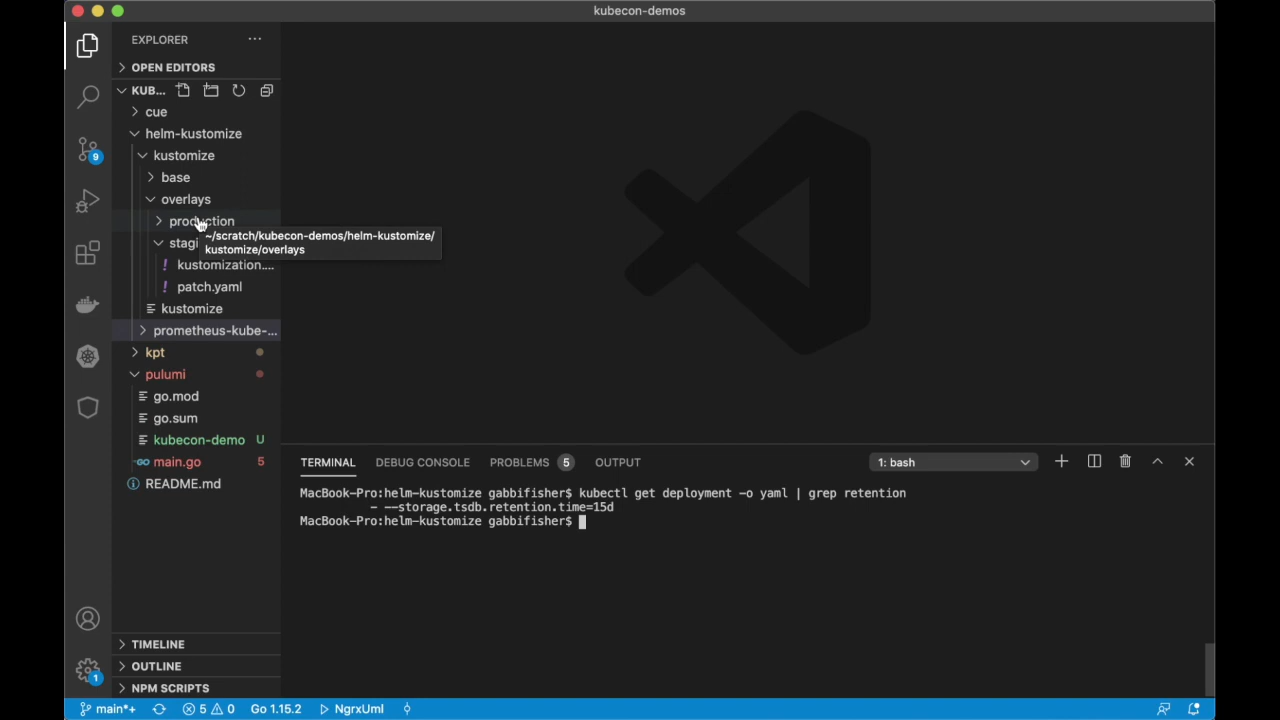 kubecon-demos
EXPLORER
OPEN EDITORS
KUB...
cue
helm-kustomize
kustomize
base
overlays
production
stagi
~/scratch/kubecon-demos/helm-kustomize/
kustomize/overlays
! kustomization....
! patch.yaml
kustomize
prometheus-kube-...
kpt
pulumi
go.mod
go.sum
kubecon-demo U
GO main.go 5
README.md
9
TERMINAL DEBUG CONSOLE PROBLEMS 5 OUTPUT 1: bash
MacBook-Pro:helm-kustomize gabbifisher$ kubectl get deployment -o yaml | grep retention
- --storage.tsdb.retention.time=15d
MacBook-Pro:helm-kustomize gabbifisher$
TIMELINE
OUTLINE
NPM SCRIPTS
1
main*+ 5 0 Go 1.15.2 NgrxUml